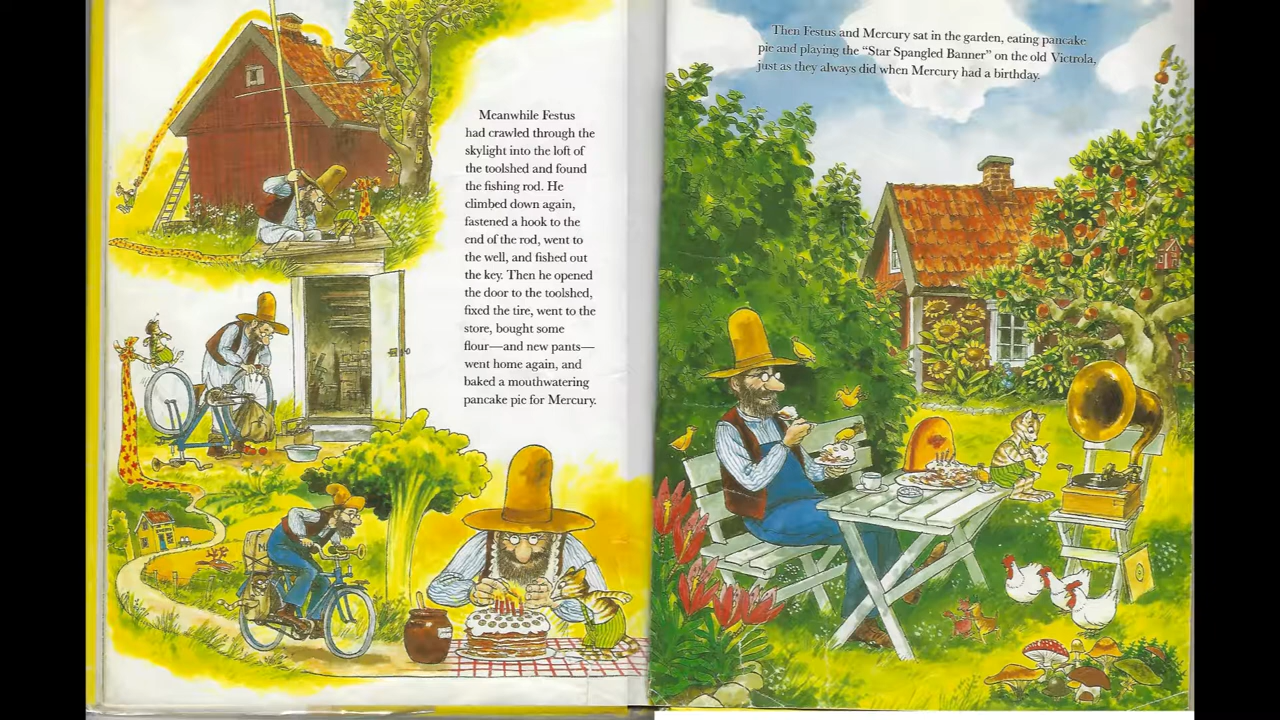 Meanwhile Festus
had crawled through the
skylight into the loft of
the toolshed and found
the fishing rod. He
climbed down again,
fastened a hook to the
end of the rod, went to
the well, and fished out
the key. Then he opened
the door to the toolshed,
fixed the tire, went to the
store, bought some
flour—and new pants—
went home again, and
baked a mouthwatering
pancake pie for Mercury.
Then Festus and Mercury sat in the garden, eating pancake
pie and playing the “Star Spangled Banner” on the old Victrola,
just as they always did when Mercury had a birthday.